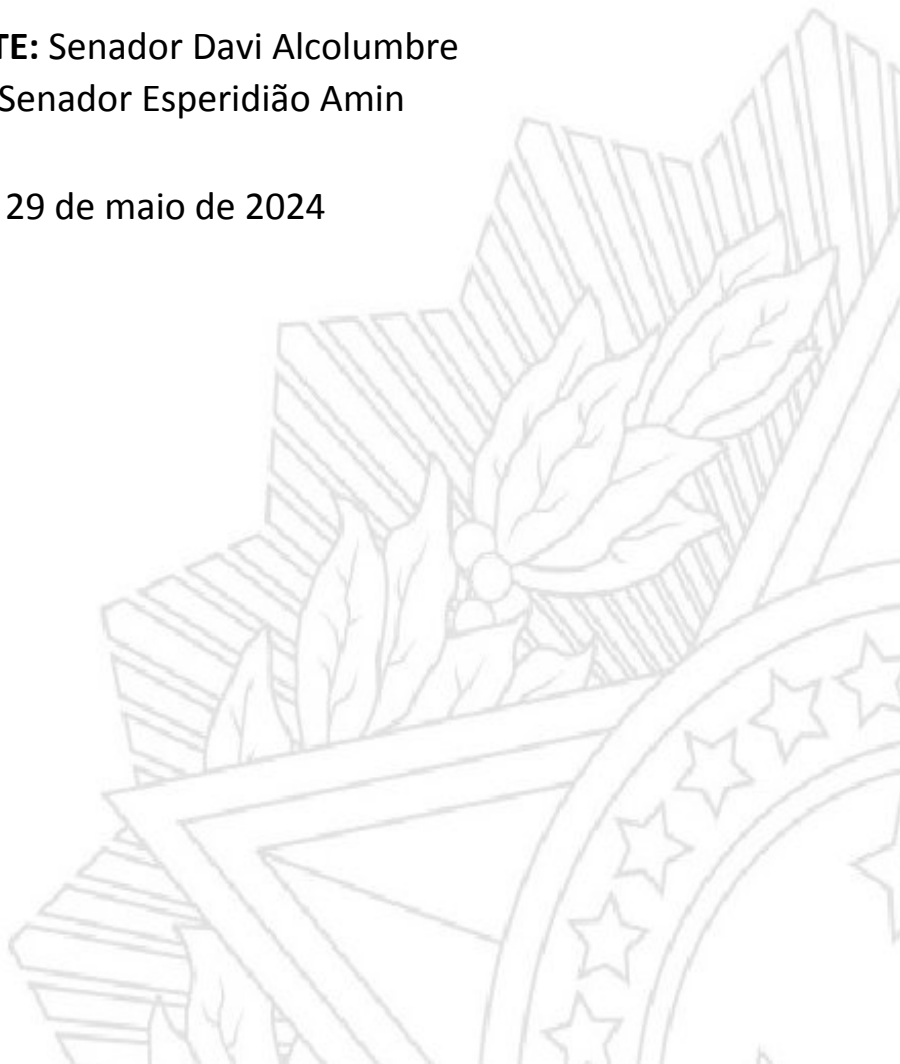 TE: Senador Davi Alcolumbre
Senador Esperidião Amin
29 de maio de 2024